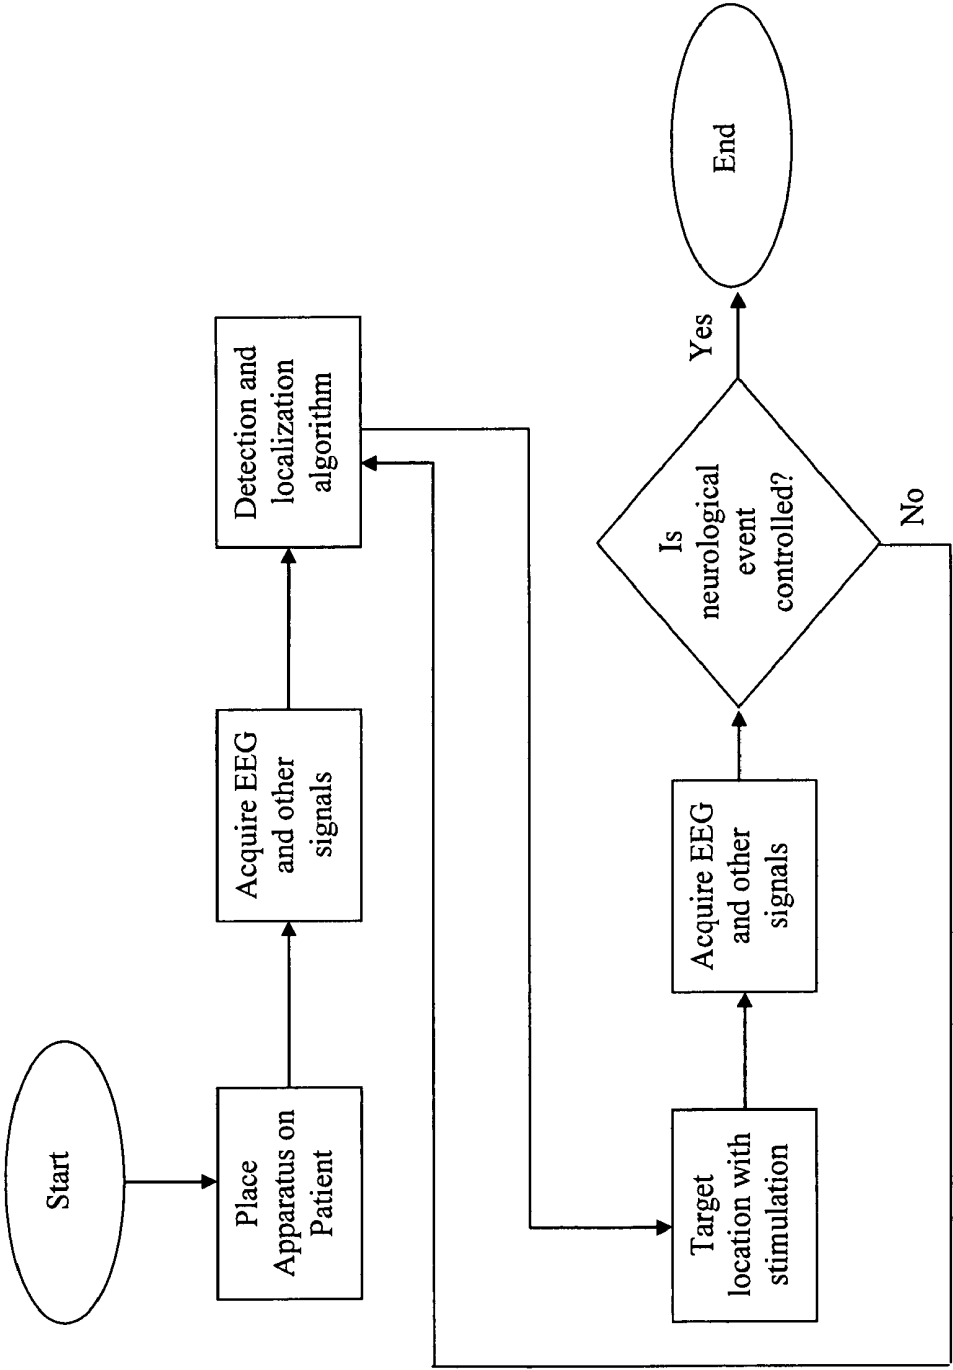 Start
Place
Apparatus on
Patient
Acquire EEG
and other
signals
Detection and
localization
algorithm
Target
location with
stimulation
Acquire EEG
and other
signals
Is
neurological
event
controlled?
Yes
No
End